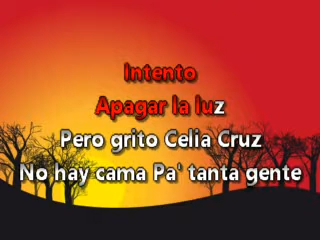 Intento
Apagar la luz
Pero grito Celia Cruz
No hay cama Pa' tanta gente